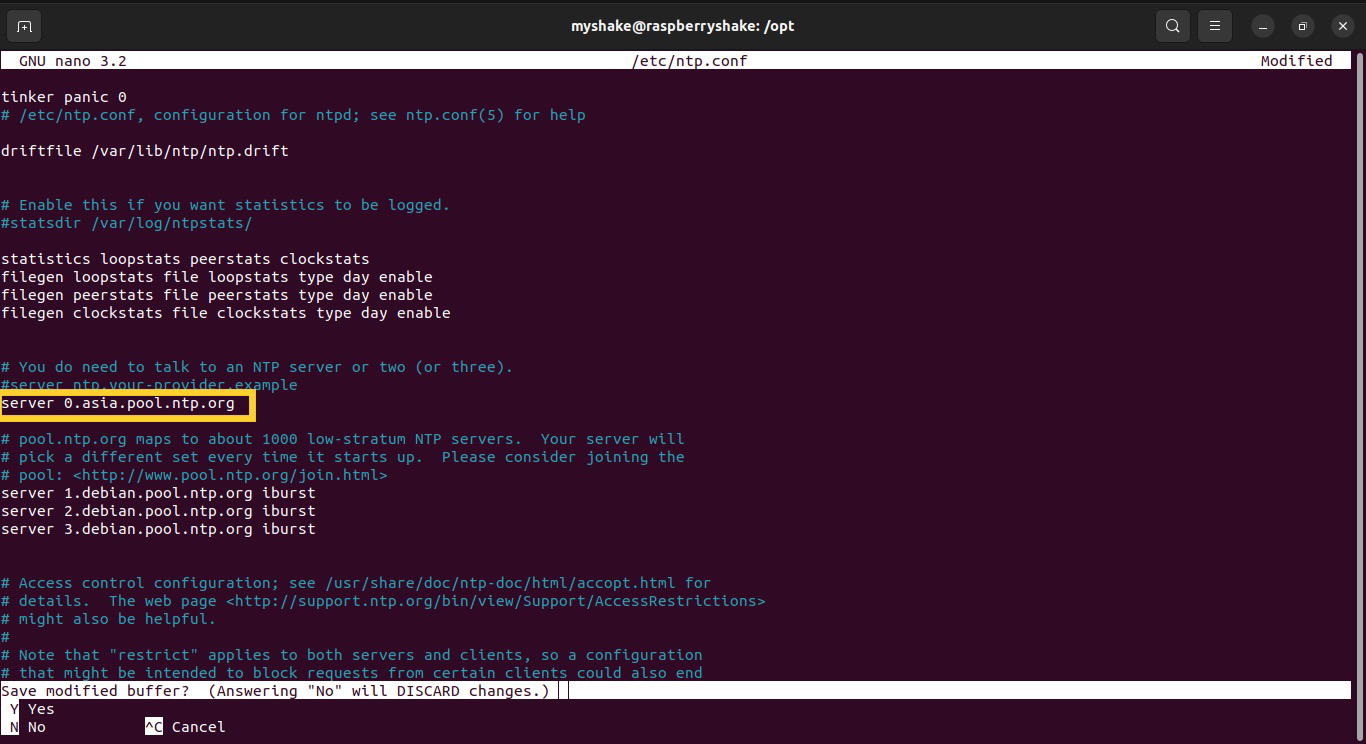 myshake@raspberryshake: /opt
GNU nano 3.2 /etc/ntp.conf Modified
tinker panic 0
# /etc/ntp.conf, configuration for ntpd; see ntp.conf(5) for help
driftfile /var/lib/ntp/ntp.drift
# Enable this if you want statistics to be logged.
#statsdir /var/log/ntpstats/
statistics loopstats peerstats clockstats
filegen loopstats file loopstats type day enable
filegen peerstats file peerstats type day enable
filegen clockstats file clockstats type day enable
# You do need to talk to an NTP server or two (or three).
#server ntp.your-provider.example
server 0.asia.pool.ntp.org
# pool.ntp.org maps to about 1000 low-stratum NTP servers.  Your server will
# pick a different set every time it starts up.  Please consider joining the
# pool: <http://www.pool.ntp.org/join.html>
server 1.debian.pool.ntp.org iburst
server 2.debian.pool.ntp.org iburst
server 3.debian.pool.ntp.org iburst
# Access control configuration; see /usr/share/doc/ntp-doc/html/accopt.html for
# details.  The web page <http://support.ntp.org/bin/view/Support/AccessRestrictions>
# might also be helpful.
#
# Note that "restrict" applies to both servers and clients, so a configuration
# that might be intended to block requests from certain clients could also end
Save modified buffer?  (Answering "No" will DISCARD changes.)
Y Yes
N No ^C Cancel